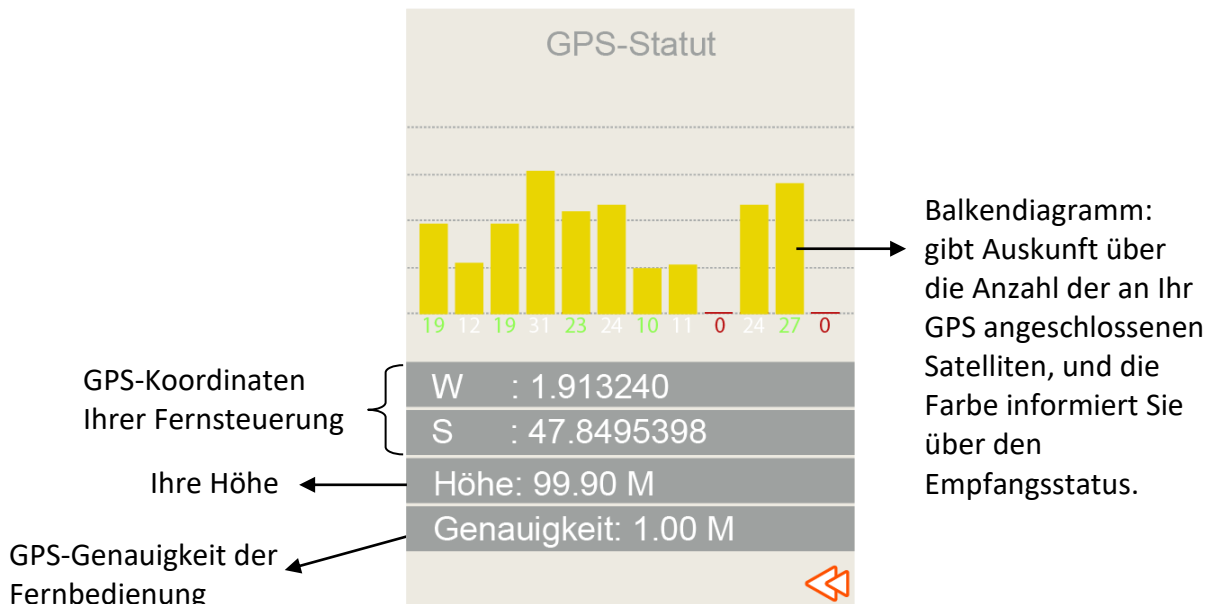 GPS-Statut
19 12 19 31 23 24 10 11 0 24 27 0
W : 1.913240
S : 47.8495398
Höhe: 99.90 M
Genauigkeit: 1.00 M
GPS-Koordinaten
Ihrer Fernsteuerung
Ihre Höhe
GPS-Genauigkeit der
Fernbedienung
Balkendiagramm:
gibt Auskunft über
die Anzahl der an Ihr
GPS angeschlossenen
Satelliten, und die
Farbe informiert Sie
über den
Empfangsstatus.